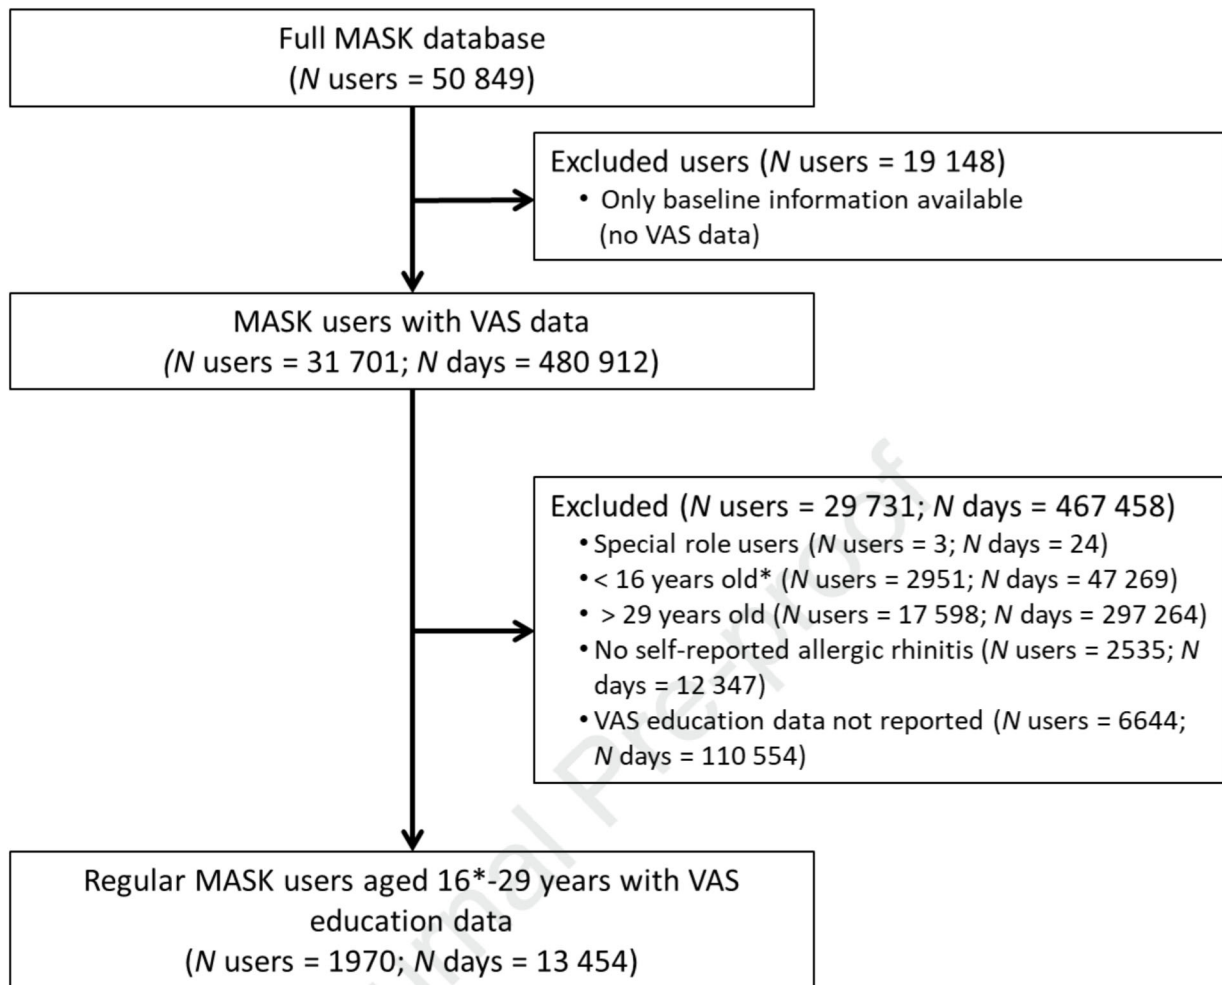 Full MASK database
(N users = 50 849)
Excluded users (N users = 19 148)
• Only baseline information available
(no VAS data)
MASK users with VAS data
(N users = 31 701; N days = 480 912)
Excluded (N users = 29 731; N days = 467 458)
• Special role users (N users = 3; N days = 24)
• < 16 years old* (N users = 2951; N days = 47 269)
• > 29 years old (N users = 17 598; N days = 297 264)
• No self-reported allergic rhinitis (N users = 2535; N
days = 12 347)
• VAS education data not reported (N users = 6644;
N days = 110 554)
Regular MASK users aged 16*-29 years with VAS
education data
(N users = 1970; N days = 13 454)
Pre-proof